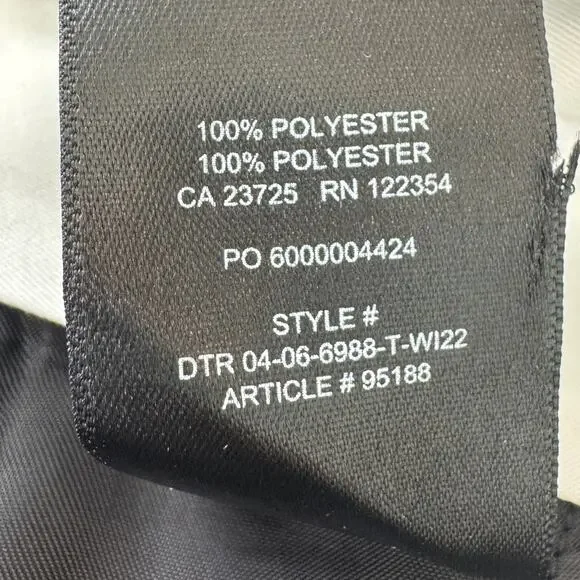 100% POLYESTER
100% POLYESTER
CA 23725 RN 122354
PO 6000004424
STYLE #
DTR 04-06-6988-T-WI22
ARTICLE # 95188